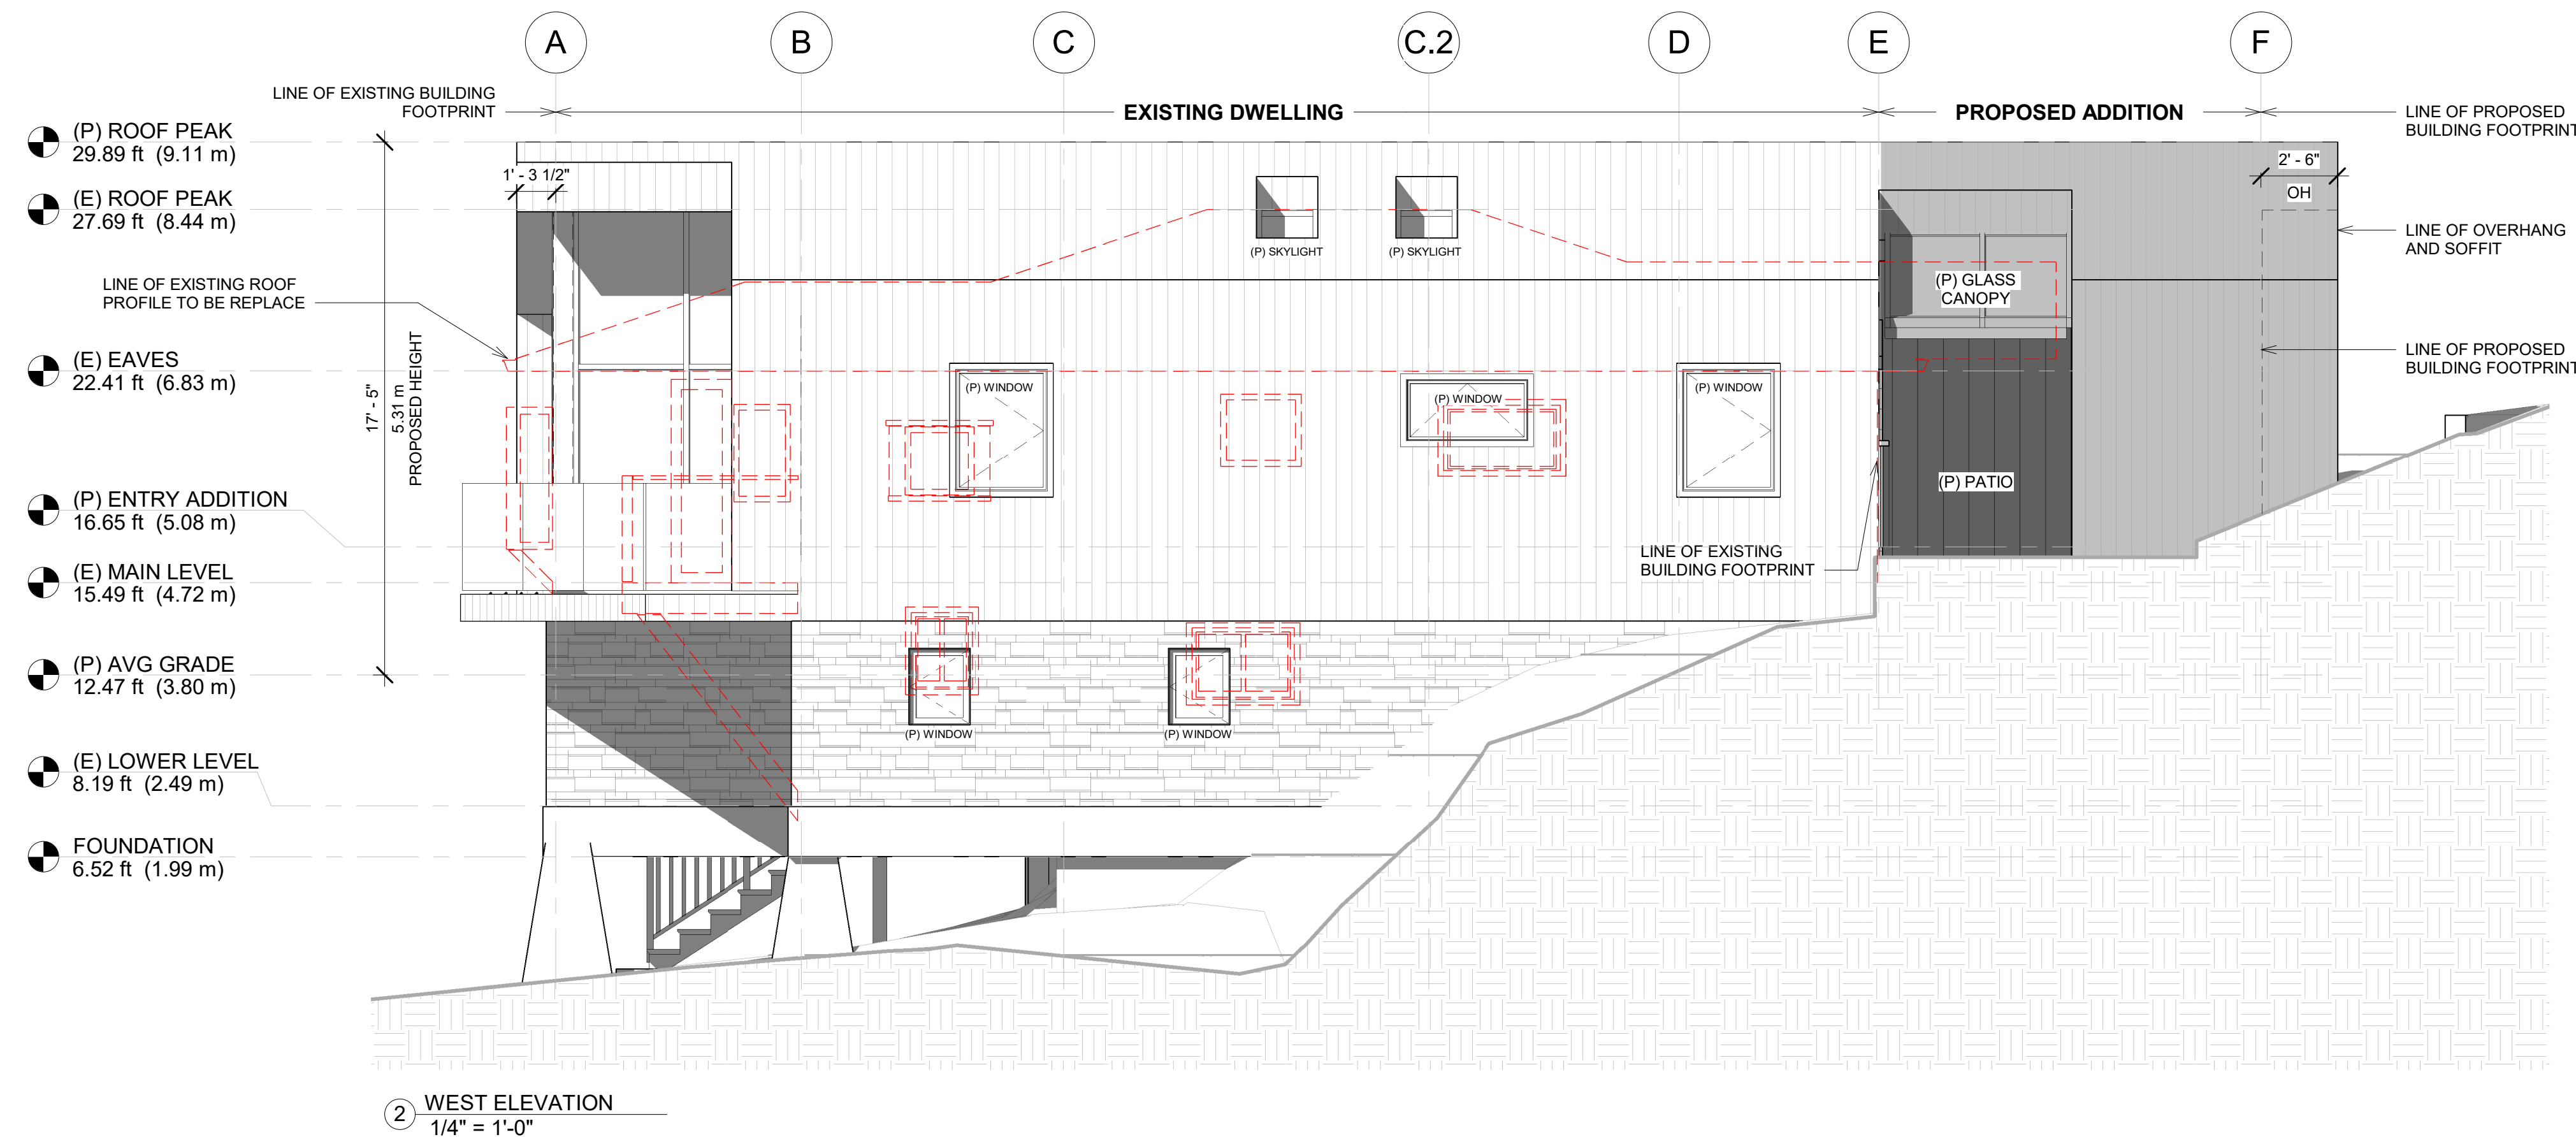 A
B
C
C.2
D
E
F
LINE OF EXISTING BUILDING
FOOTPRINT
EXISTING DWELLING
PROPOSED ADDITION
LINE OF PROPOSED
BUILDING FOOTPRINT
(P) ROOF PEAK
29.89 ft (9.11 m)
1' - 3 1/2"
2' - 6"
OH
(E) ROOF PEAK
27.69 ft (8.44 m)
(P) SKYLIGHT
(P) SKYLIGHT
LINE OF OVERHANG
AND SOFFIT
LINE OF EXISTING ROOF
PROFILE TO BE REPLACE
(P) GLASS
CANOPY
(E) EAVES
22.41 ft (6.83 m)
17' - 5"
5.31 m
PROPOSED HEIGHT
(P) WINDOW
(P) WINDOW
(P) WINDOW
LINE OF PROPOSED
BUILDING FOOTPRINT
(P) ENTRY ADDITION
16.65 ft (5.08 m)
(P) PATIO
(E) MAIN LEVEL
15.49 ft (4.72 m)
LINE OF EXISTING
BUILDING FOOTPRINT
(P) AVG GRADE
12.47 ft (3.80 m)
(P) WINDOW
(P) WINDOW
(E) LOWER LEVEL
8.19 ft (2.49 m)
FOUNDATION
6.52 ft (1.99 m)
2 WEST ELEVATION
1/4" = 1'-0"